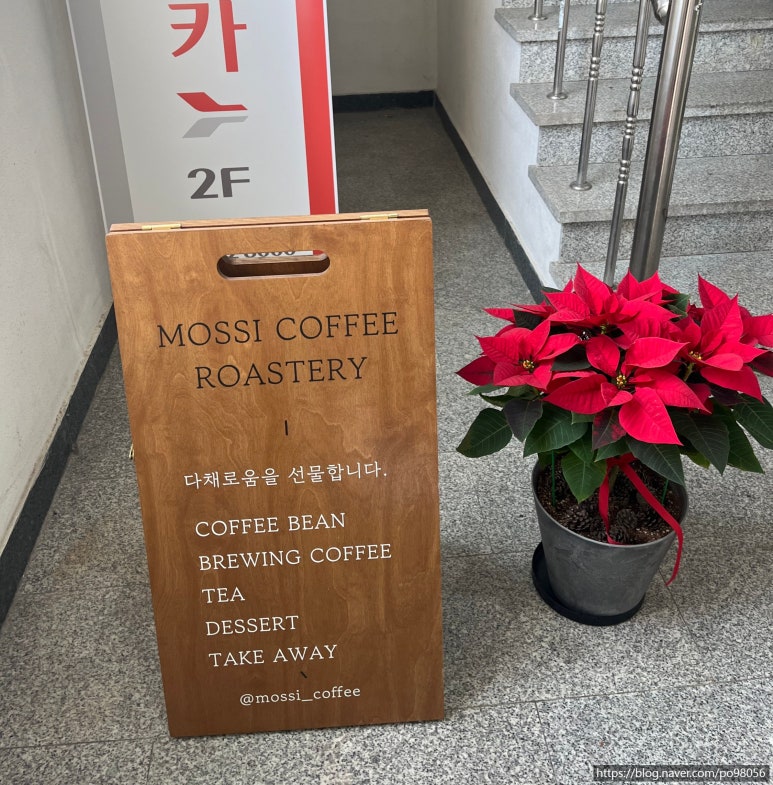 카
2F
MOSSI COFFEE
ROASTERY
다채로움을 선물합니다.
COFFEE BEAN
BREWING COFFEE
TEA
DESSERT
TAKE AWAY
@mossi_coffee
https://blog.naver.com/po98056